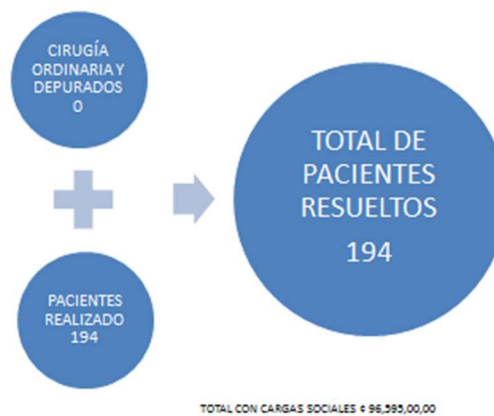 CIRUGÍA
ORDINARIA Y
DEPURADOS
0
PACIENTES
REALIZADO
194
TOTAL DE
PACIENTES
RESUELTOS
194
TOTAL CON CARGAS SOCIALES ¢ 96,595,00,00